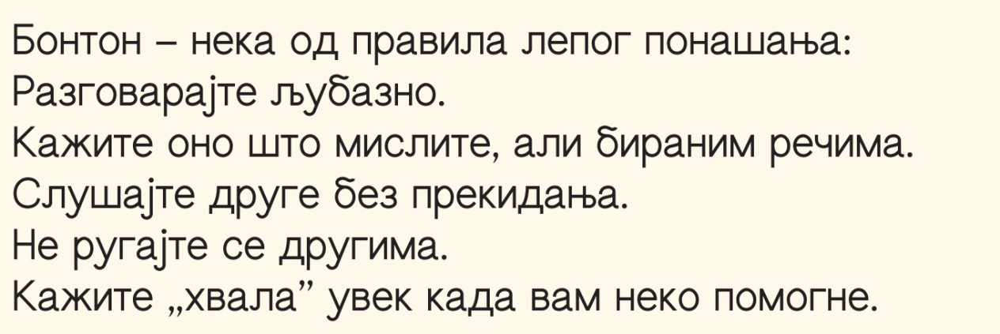 Бонтон – нека од правила лепог понашања:
Разговарајте љубазно.
Кажите оно што мислите, али бираним речима.
Слушајте друге без прекидања.
Не ругајте се другима.
Кажите „хвала” увек када вам неко помогне.